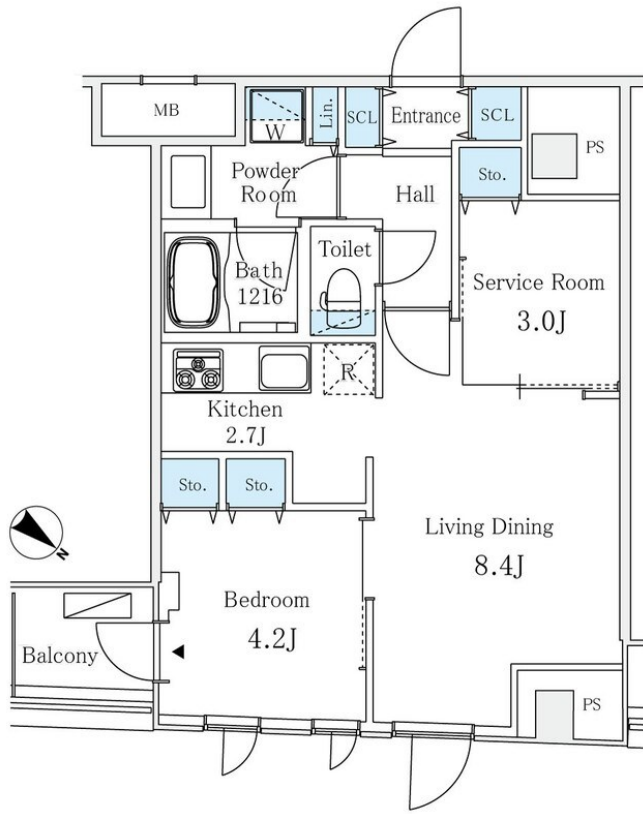 MB
W
Lin.
SCL
Entrance
SCL
PS
Powder
Room
Hall
Sto.
Toilet
Bath
1216
Service Room
3.0J
R
Kitchen
2.7J
Sto.
Sto.
Living Dining
8.4J
N
Bedroom
4.2J
Balcony
PS